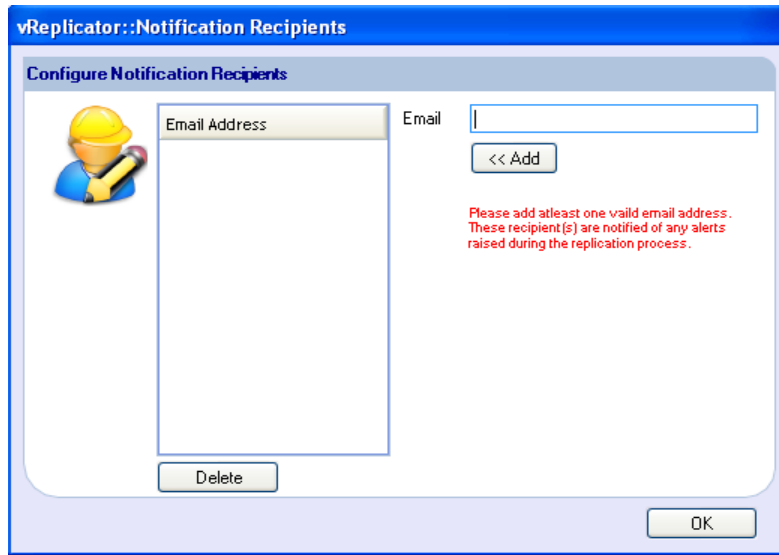 vReplicator::Notification Recipients
Configure Notification Recipients
Email Address
Email
<< Add
Please add atleast one vaild email address.
These recipient(s) are notified of any alerts
raised during the replication process.
Delete
OK